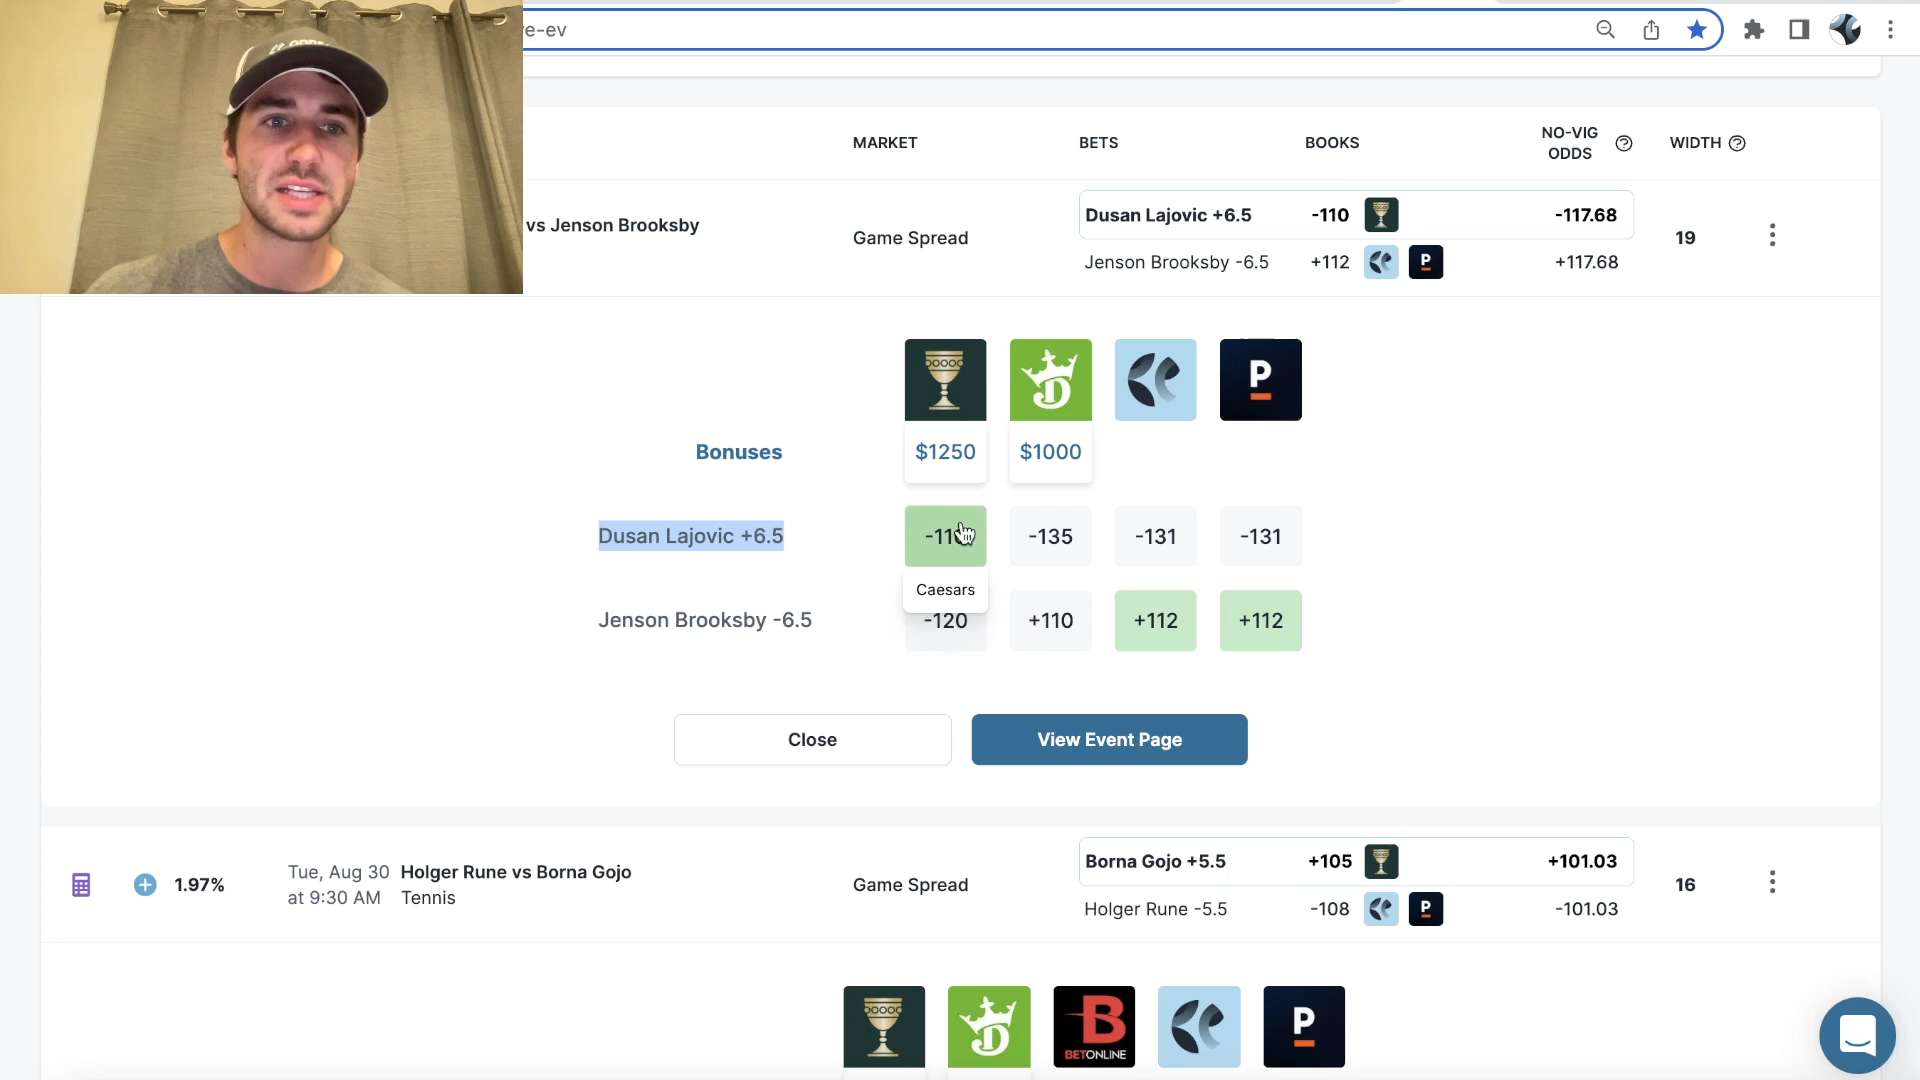 re-ev
MARKET
BETS
BOOKS
NO-VIG
ODDS
WIDTH
vs Jenson Brooksby
Game Spread
Dusan Lajovic +6.5
-110
-117.68
Jenson Brooksby -6.5
+112
P
+117.68
19
P
Bonuses
$1250
$1000
Dusan Lajovic +6.5
-135
-131
-131
Caesars
Jenson Brooksby -6.5
-120
+110
+112
+112
Close
View Event Page
1.97%
Tue, Aug 30
at 9:30 AM
Holger Rune vs Borna Gojo
Tennis
Game Spread
Borna Gojo +5.5
+105
+101.03
Holger Rune -5.5
-108
P
-101.03
16
B
BETONLINE
P